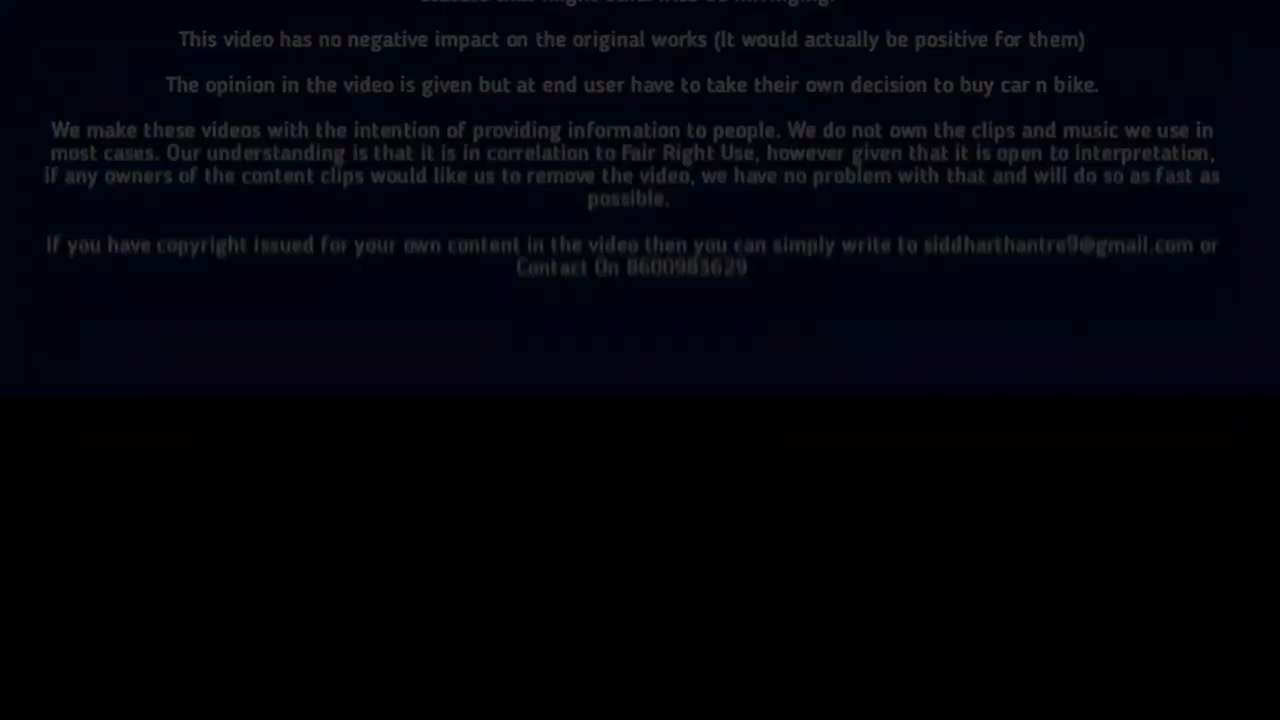 This video has no negative impact on the original works (It would actually be positive for them)
The opinion in the video is given but at end user have to take their own decision to buy car n bike.
We make these videos with the intention of providing information to people. We do not own the clips and music we use in
most cases. Our understanding is that it is in correlation to Fair Right Use, however given that it is open to interpretation,
If any owners of the content clips would like us to remove the video, we have no problem with that and will do so as fast as
possible.
If you have copyright issued for your own content in the video then you can simply write to siddharthantre9@gmail.com or
Contact On 8600983629